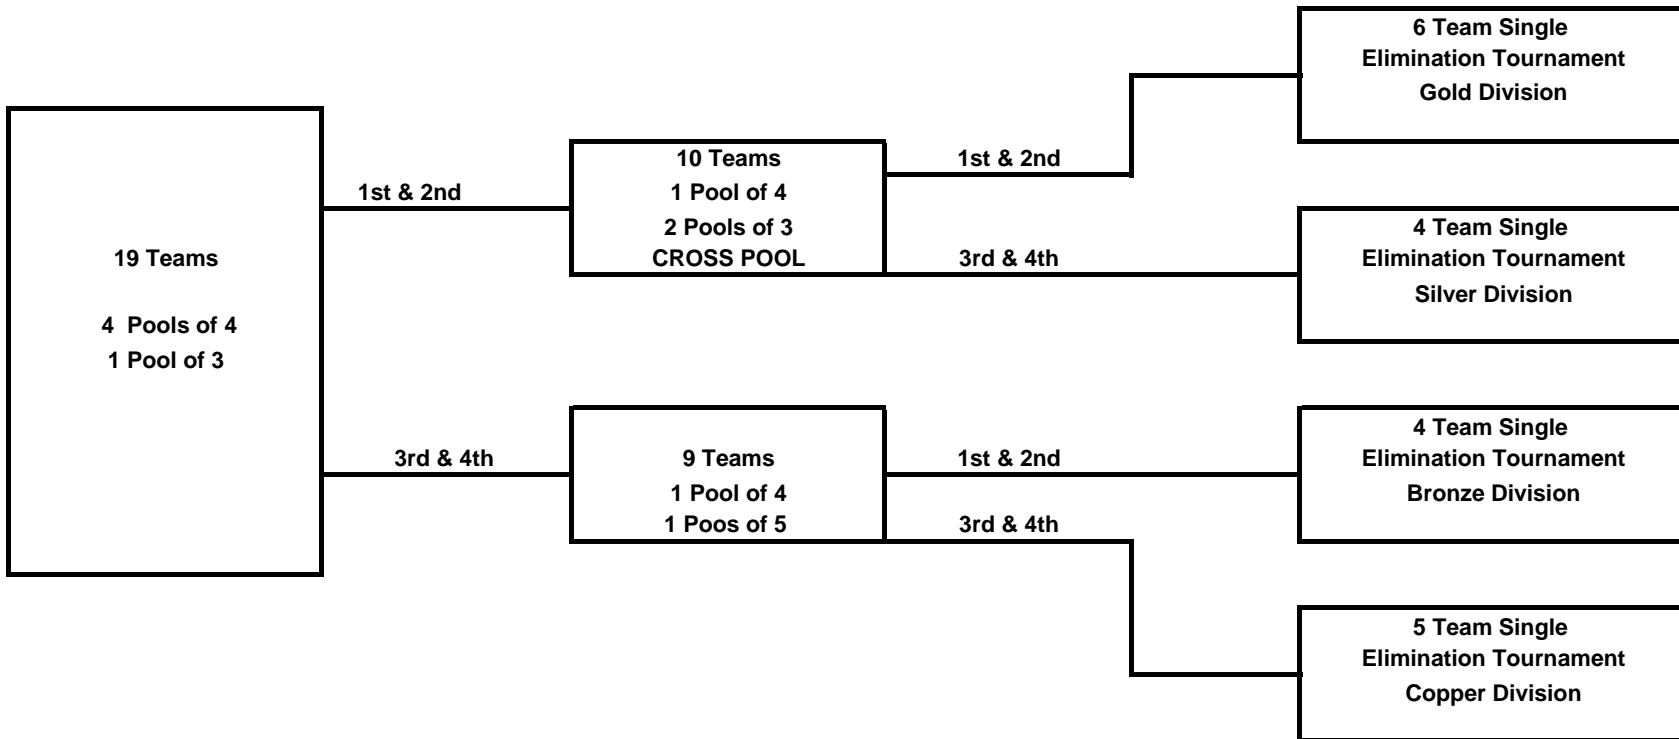 19 Teams
4 Pools of 4
1 Pool of 3
1st & 2nd
3rd & 4th
10 Teams
1 Pool of 4
2 Pools of 3
CROSS POOL
9 Teams
1 Pool of 4
1 Poos of 5
1st & 2nd
3rd & 4th
1st & 2nd
3rd & 4th
6 Team Single
Elimination Tournament
Gold Division
4 Team Single
Elimination Tournament
Silver Division
4 Team Single
Elimination Tournament
Bronze Division
5 Team Single
Elimination Tournament
Copper Division